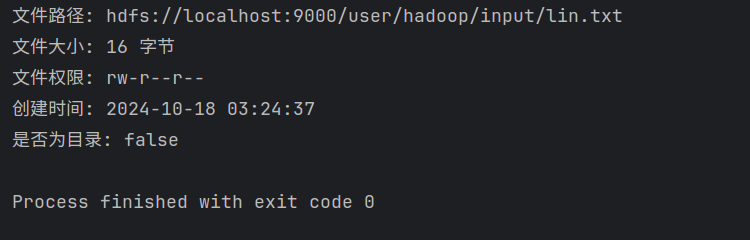 文件路径: hdfs://localhost:9000/user/hadoop/input/lin.txt
文件大小: 16 字节
文件权限: rw-r--r--
创建时间: 2024-10-18 03:24:37
是否为目录: false
Process finished with exit code 0